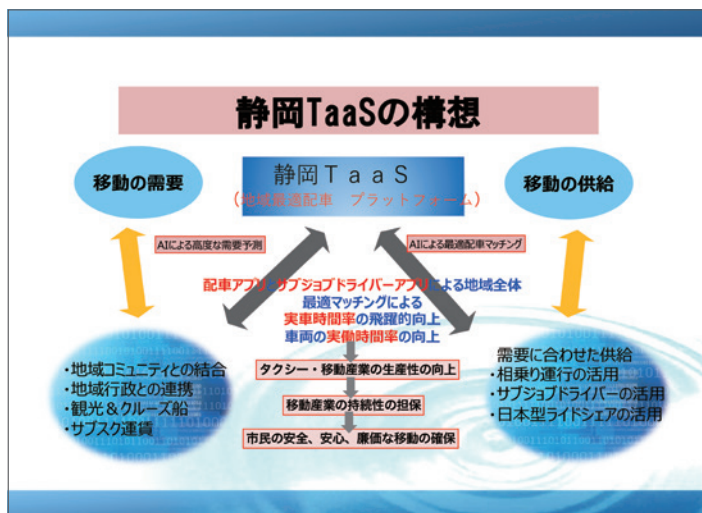 静岡TaaSの構想
移動の需要
静岡TaaS
(地域最適配車 プラットフォーム)
移動の供給
AIによる高度な需要予測
AIによる最適配車マッチング
配車アプリとサブジョブドライバーアプリによる地域全体
最適マッチングによる
実車時間率の飛躍的向上
車両の実働時間率の向上
タクシー・移動産業の生産性の向上
移動産業の持続性の担保
市民の安全、安心、廉価な移動の確保
・地域コミュニティとの結合
・地域行政との連携
・観光&クルーズ船
・サブスク運賃
需要に合わせた供給
・相乗り運行の活用
・サブジョブドライバーの活用
・日本型ライドシェアの活用